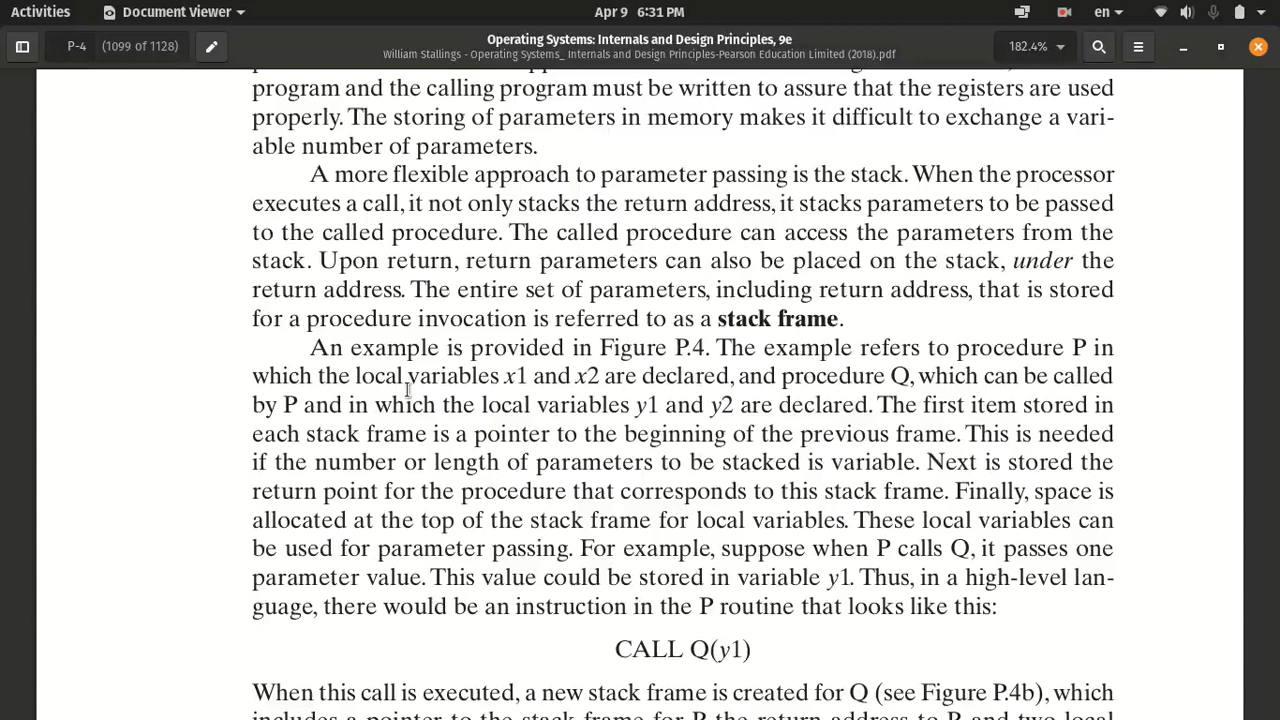 Activities
Document Viewer
Apr 9 6:31 PM
en
P-4 (1099 of 1128)
Operating Systems: Internals and Design Principles, 9e
William Stallings - Operating Systems_ Internals and Design Principles-Pearson Education Limited (2018).pdf
182.4%
program and the calling program must be written to assure that the registers are used
properly. The storing of parameters in memory makes it difficult to exchange a vari-
able number of parameters.
A more flexible approach to parameter passing is the stack. When the processor
executes a call, it not only stacks the return address, it stacks parameters to be passed
to the called procedure. The called procedure can access the parameters from the
stack. Upon return, return parameters can also be placed on the stack, under the
return address. The entire set of parameters, including return address, that is stored
for a procedure invocation is referred to as a stack frame.
An example is provided in Figure P.4. The example refers to procedure P in
which the local variables x1 and x2 are declared, and procedure Q, which can be called
by P and in which the local variables y1 and y2 are declared. The first item stored in
each stack frame is a pointer to the beginning of the previous frame. This is needed
if the number or length of parameters to be stacked is variable. Next is stored the
return point for the procedure that corresponds to this stack frame. Finally, space is
allocated at the top of the stack frame for local variables. These local variables can
be used for parameter passing. For example, suppose when P calls Q, it passes one
parameter value. This value could be stored in variable y1. Thus, in a high-level lan-
guage, there would be an instruction in the P routine that looks like this:
CALL Q(y1)
When this call is executed, a new stack frame is created for Q (see Figure P.4b), which
includes a pointer to the stack frame for P, the return address to P, and two local